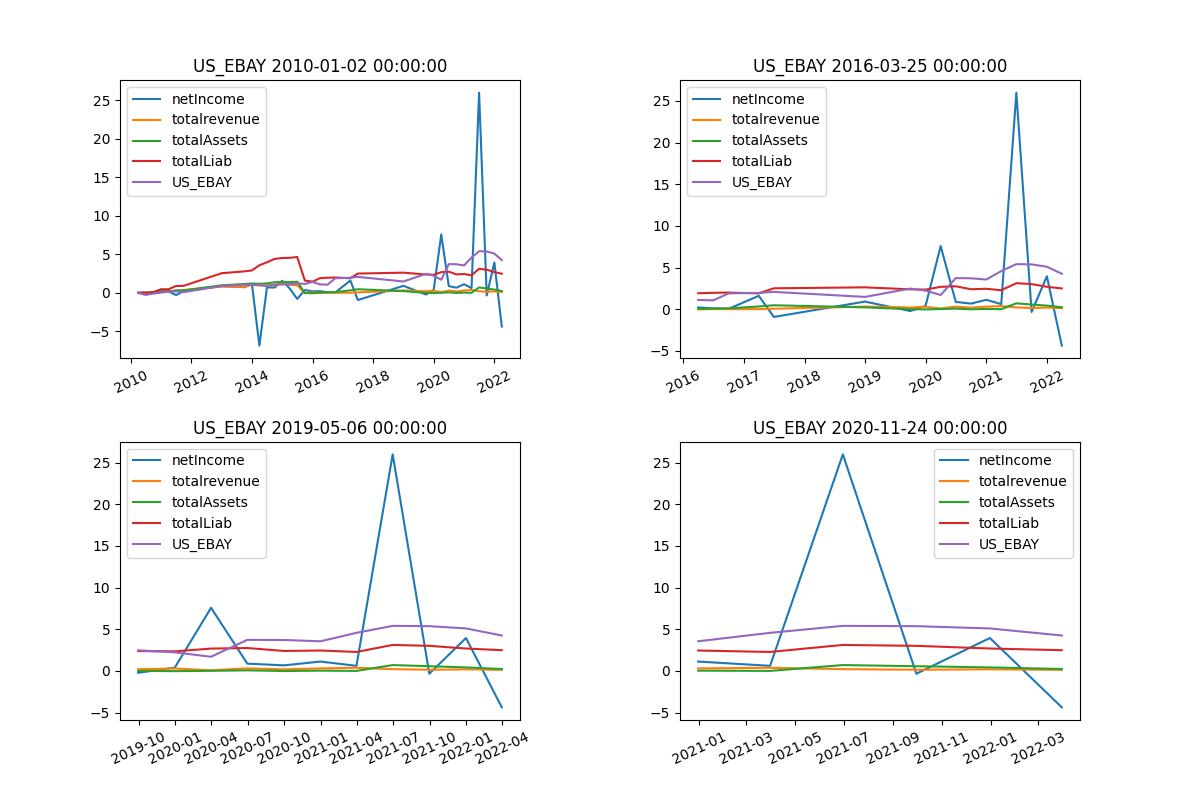 US_EBAY 2010-01-02 00:00:00
netIncome
totalrevenue
totalAssets
totalLiab
US_EBAY
25
20
15
10
5
0
−5
2010 2012 2014 2016 2018 2020 2022
US_EBAY 2016-03-25 00:00:00
netIncome
totalrevenue
totalAssets
totalLiab
US_EBAY
25
20
15
10
5
0
−5
2016 2017 2018 2019 2020 2021 2022
US_EBAY 2019-05-06 00:00:00
netIncome
totalrevenue
totalAssets
totalLiab
US_EBAY
25
20
15
10
5
0
−5
2019-10 2020-01 2020-04 2020-07 2020-10 2021-01 2021-04 2021-07 2021-10 2022-01 2022-04
US_EBAY 2020-11-24 00:00:00
netIncome
totalrevenue
totalAssets
totalLiab
US_EBAY
25
20
15
10
5
0
−5
2021-01 2021-03 2021-05 2021-07 2021-09 2021-11 2022-01 2022-03